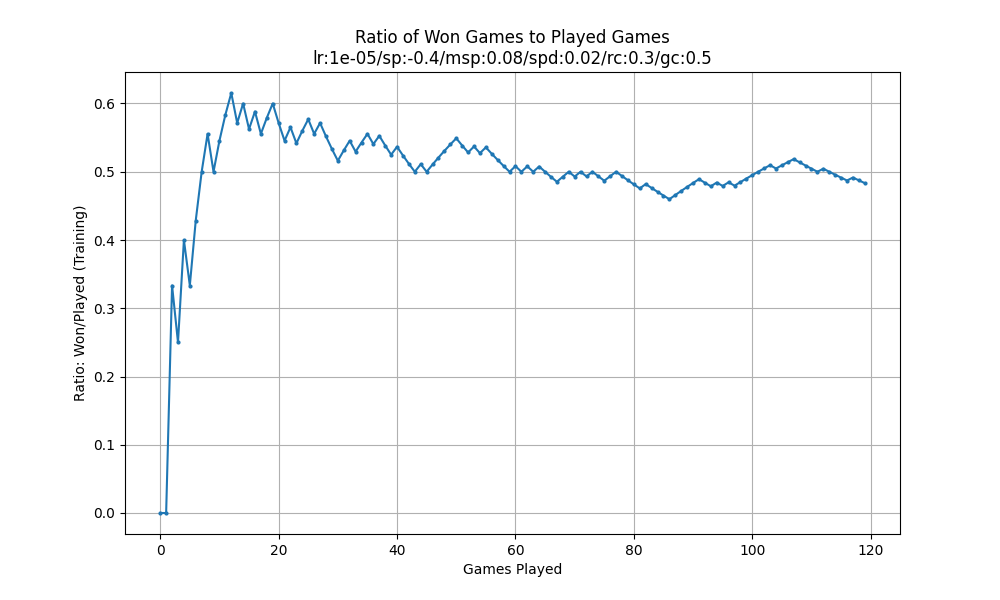 Ratio of Won Games to Played Games
lr:1e-05/sp:-0.4/msp:0.08/spd:0.02/rc:0.3/gc:0.5
Ratio: Won/Played (Training)
0.6
0.5
0.4
0.3
0.2
0.1
0.0
0 20 40 60 80 100 120
Games Played